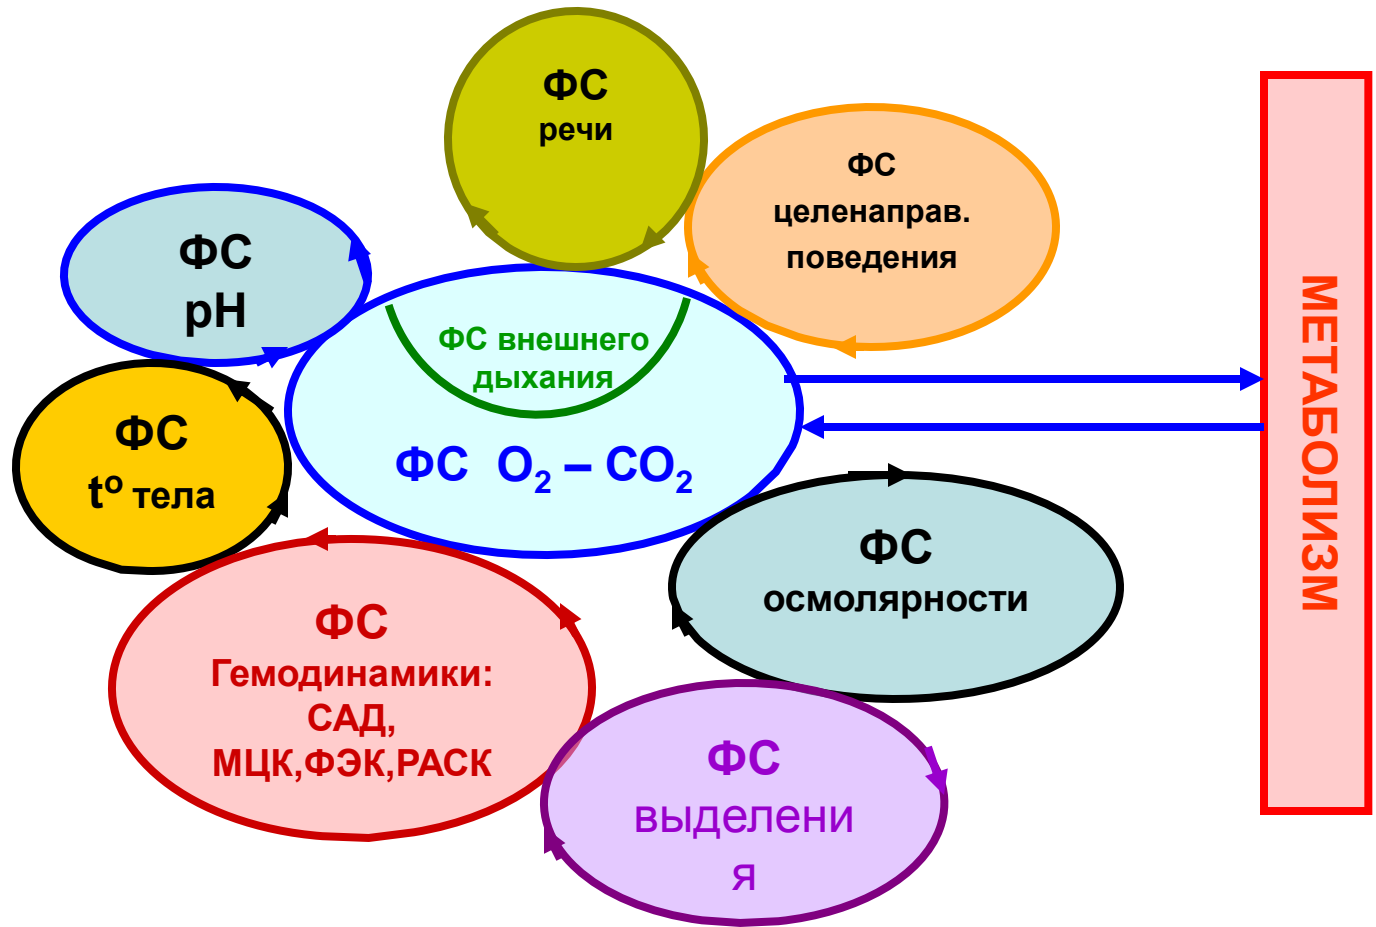 ФС
речи
ФС
целенаправ.
поведения
ФС
pH
ФС внешнего
дыхания
ФС O₂ – CO₂
ФС
tº тела
ФС
осмолярности
ФС
Гемодинамики:
САД,
МЦК,ФЭК,РАСК
ФС
выделени
я
МЕТАБОЛИЗМ